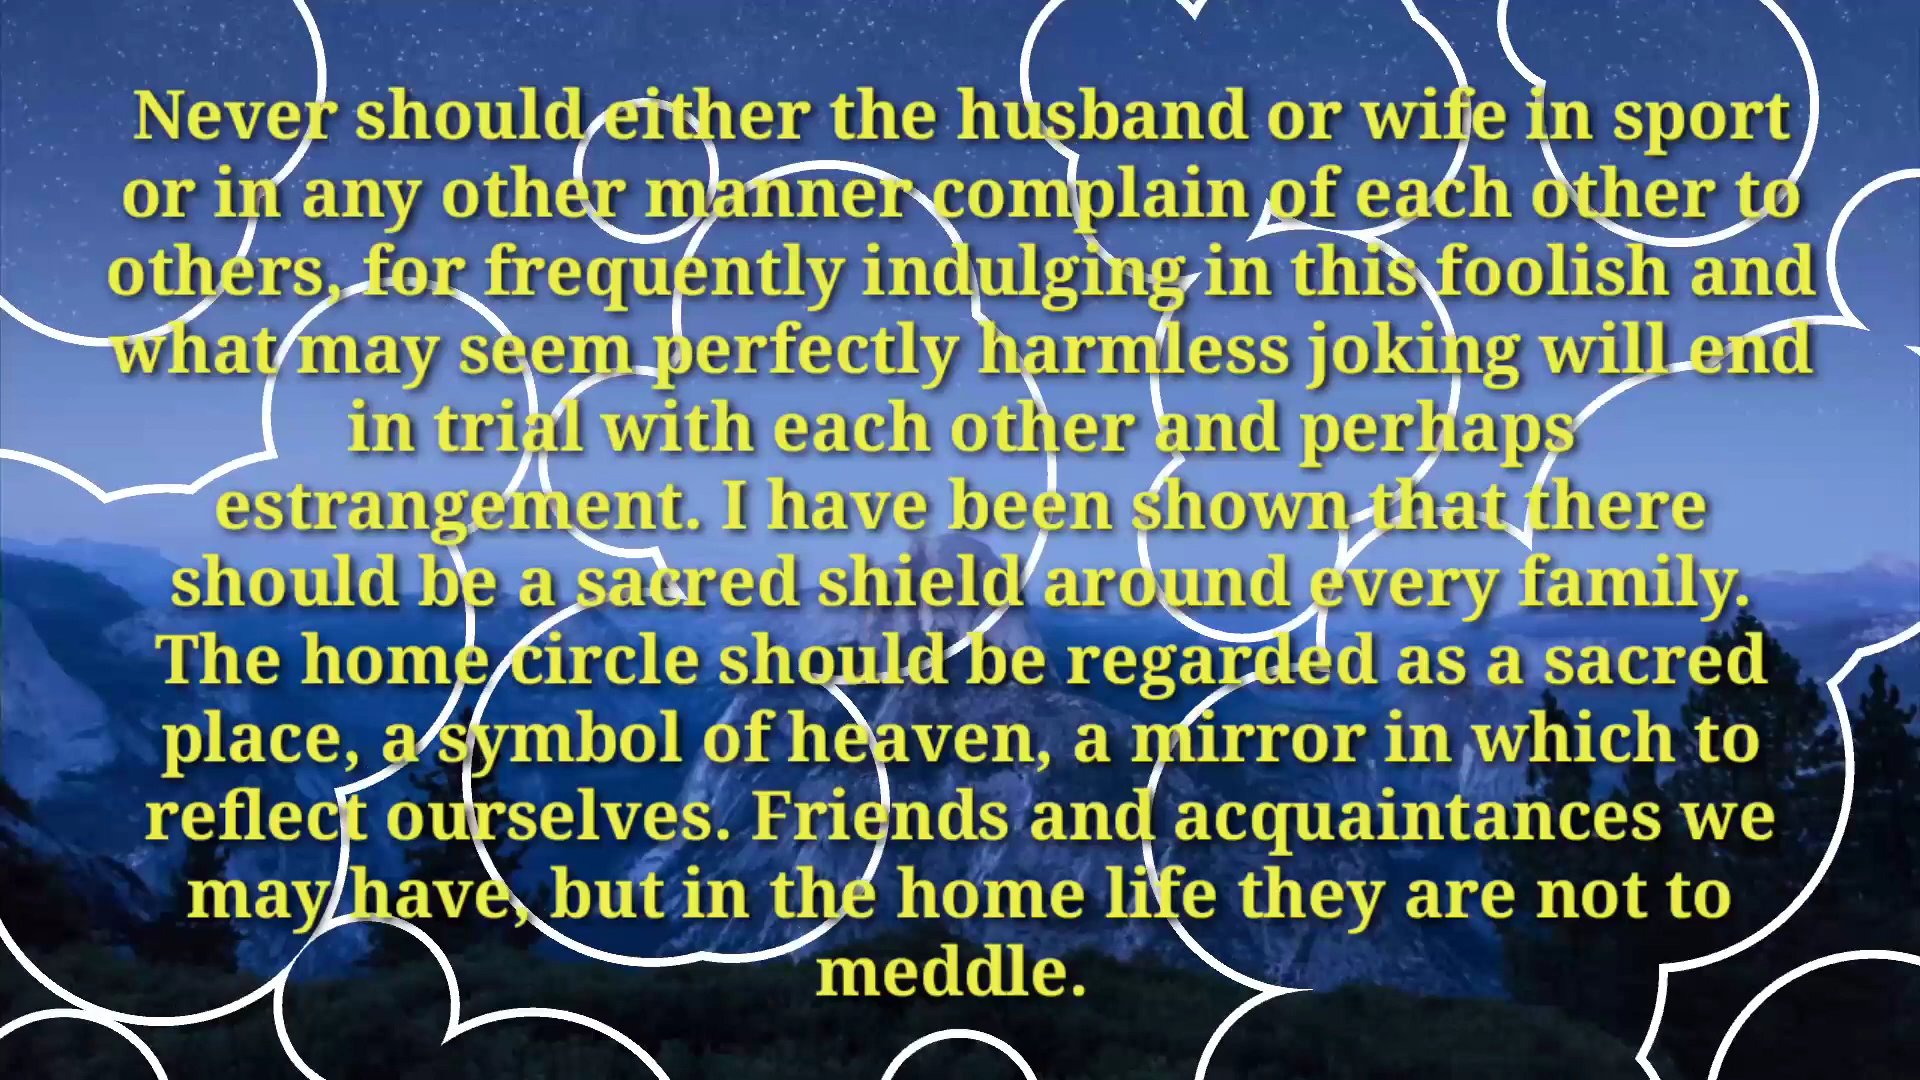 Never should either the husband or wife in sport
or in any other manner complain of each other to
others, for frequently indulging in this foolish and
what may seem perfectly harmless joking will end
in trial with each other and perhaps
estrangement. I have been shown that there
should be a sacred shield around every family.
The home circle should be regarded as a sacred
place, a symbol of heaven, a mirror in which to
reflect ourselves. Friends and acquaintances we
may have, but in the home life they are not to
meddle.